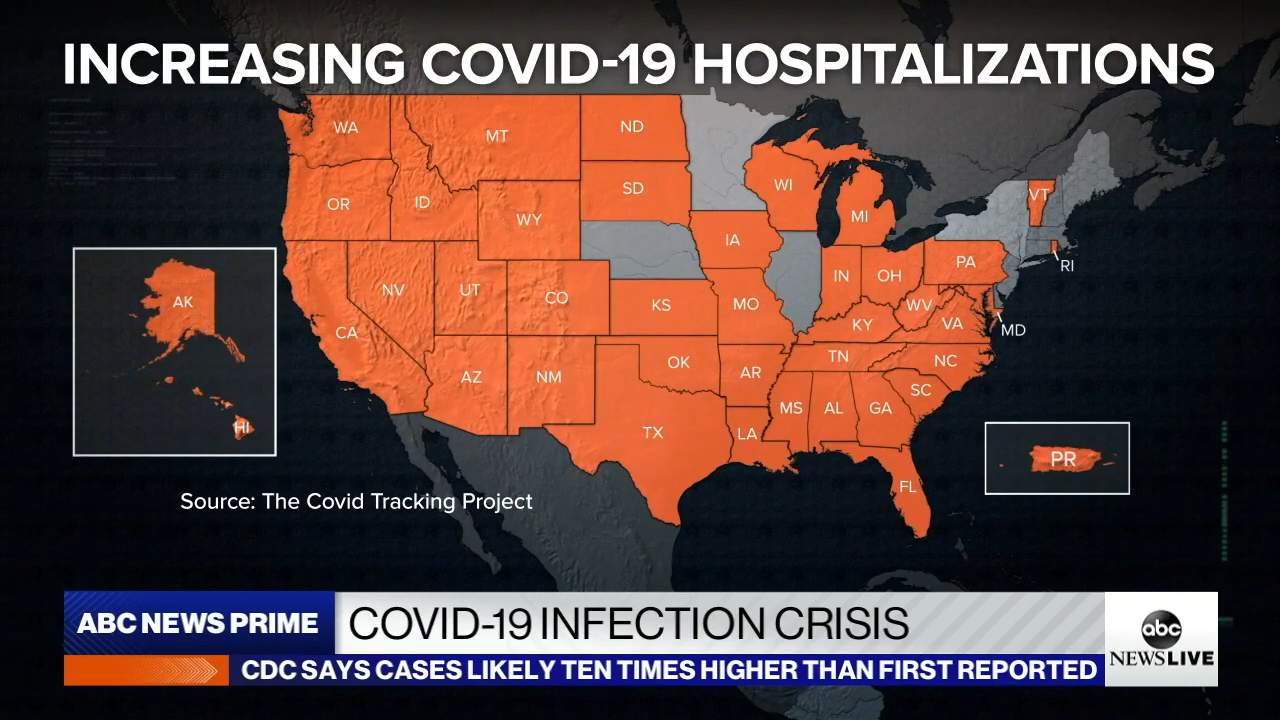 INCREASING COVID-19 HOSPITALIZATIONS
WA
MT
ND
OR
ID
WY
SD
WI
MI
VT
RI
IA
NV
UT
CO
KS
MO
IN
OH
PA
WV
KY
VA
MD
CA
AZ
NM
OK
AR
TN
NC
SC
MS
AL
GA
TX
LA
FL
AK
HI
PR
Source: The Covid Tracking Project
ABC NEWS PRIME
COVID-19 INFECTION CRISIS
CDC SAYS CASES LIKELY TEN TIMES HIGHER THAN FIRST REPORTED
abc
NEWSLIVE